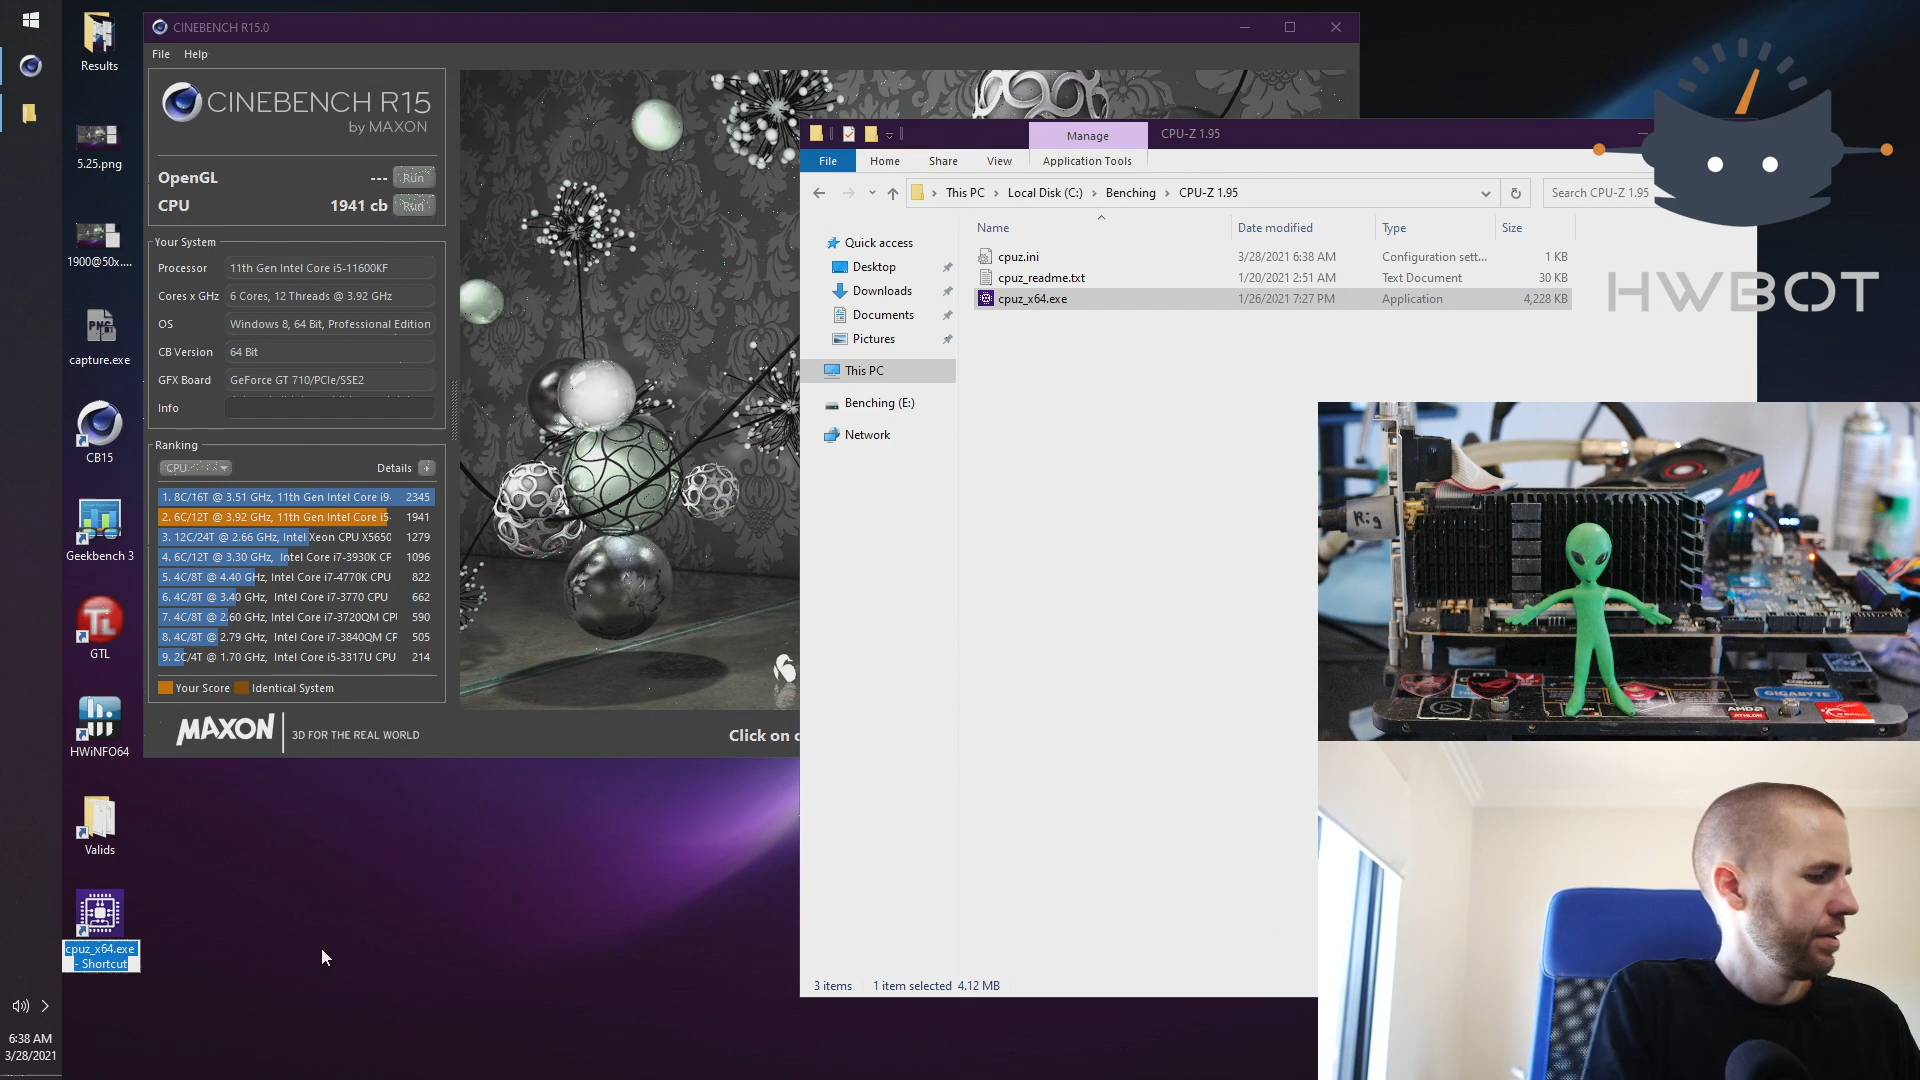 Results
5.25.png
1900@50x....
capture.exe
CB15
Geekbench 3
GTL
HWiNFO64
Valids
cpuz_x64.exe
- Shortcut
6:38 AM
3/28/2021
CINEBENCH R15.0
File Help
CINEBENCH R15
by MAXON
OpenGL --- Run
CPU 1941 cb Run
Your System
Processor 11th Gen Intel Core i5-11600KF
Cores x GHz 6 Cores, 12 Threads @ 3.92 GHz
OS Windows 8, 64 Bit, Professional Edition
CB Version 64 Bit
GFX Board GeForce GT 710/PCIe/SSE2
Info
Ranking
CPU Details +
1. 8C/16T @ 3.51 GHz, 11th Gen Intel Core i9- 2345
2. 6C/12T @ 3.92 GHz, 11th Gen Intel Core i5- 1941
3. 12C/24T @ 2.66 GHz, Intel Xeon CPU X5650 1279
4. 6C/12T @ 3.30 GHz, Intel Core i7-3930K CP 1096
5. 4C/8T @ 4.40 GHz, Intel Core i7-4770K CPU 822
6. 4C/8T @ 3.40 GHz, Intel Core i7-3770 CPU 662
7. 4C/8T @ 2.60 GHz, Intel Core i7-3720QM CPU 590
8. 4C/8T @ 2.79 GHz, Intel Core i7-3840QM CP 505
9. 2C/4T @ 1.70 GHz, Intel Core i5-3317U CPU 214
Your Score Identical System
MAXON 3D FOR THE REAL WORLD
Click on
Manage CPU-Z 1.95
File Home Share View Application Tools
This PC Local Disk (C:) Benching CPU-Z 1.95
Search CPU-Z 1.95
Name Date modified Type Size
cpuz.ini 3/28/2021 6:38 AM Configuration sett... 1 KB
cpuz_readme.txt 1/20/2021 2:51 AM Text Document 30 KB
cpuz_x64.exe 1/26/2021 7:27 PM Application 4,228 KB
Quick access
Desktop
Downloads
Documents
Pictures
This PC
Benching (E:)
Network
3 items 1 item selected 4.12 MB
HWBOT
Rig
GIGABYTE
AMD
ATHLON